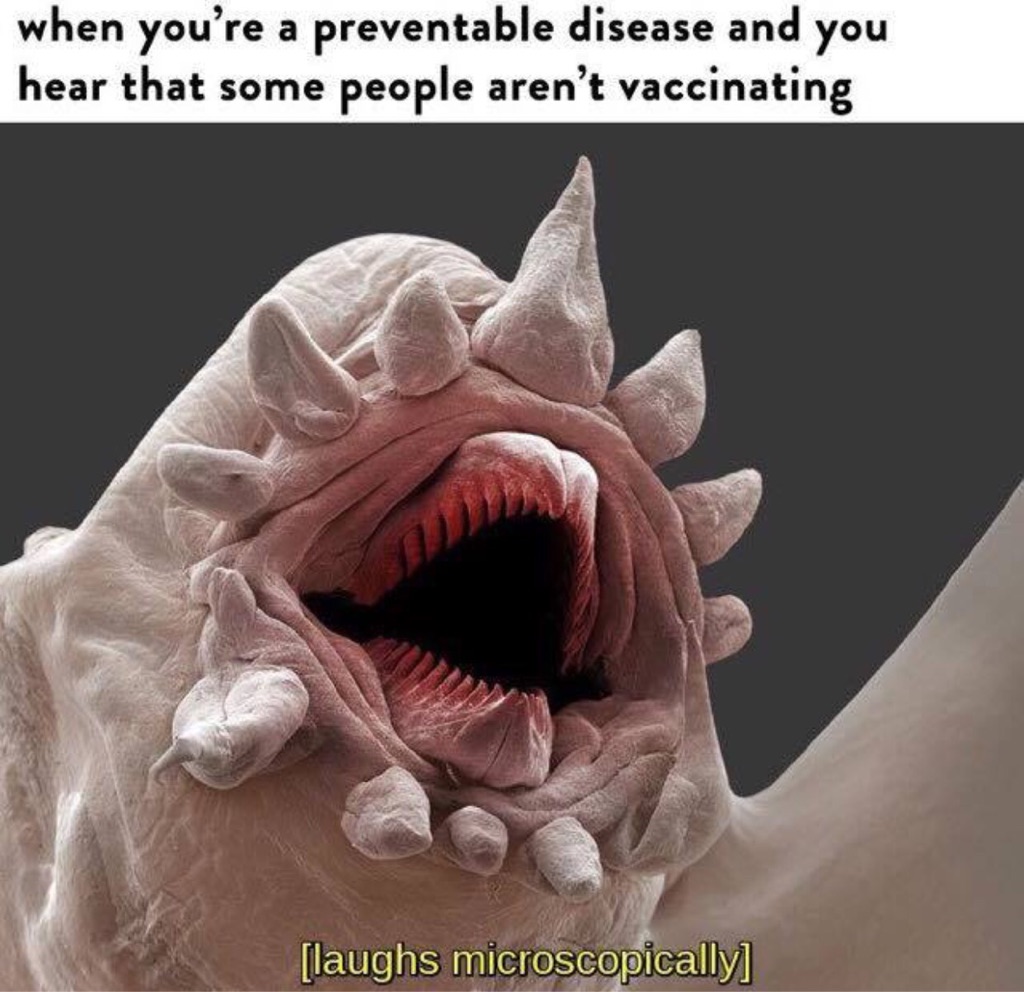 when you’re a preventable disease and you
hear that some people aren’t vaccinating
[laughs microscopically]